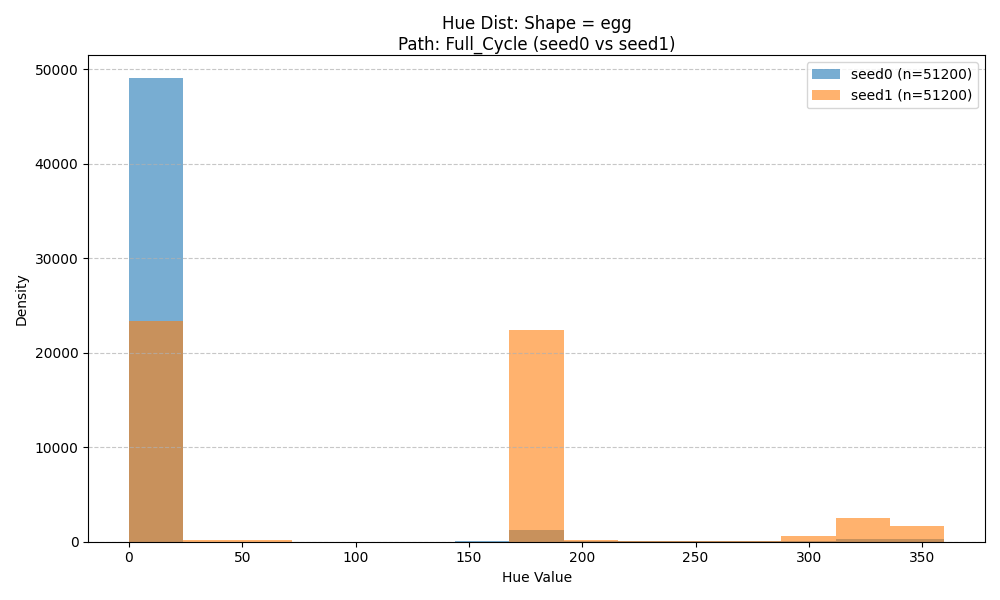 Hue Dist: Shape = egg
Path: Full_Cycle (seed0 vs seed1)
seed0 (n=51200)
seed1 (n=51200)
50000
40000
30000
20000
10000
0
Density
0 50 100 150 200 250 300 350
Hue Value